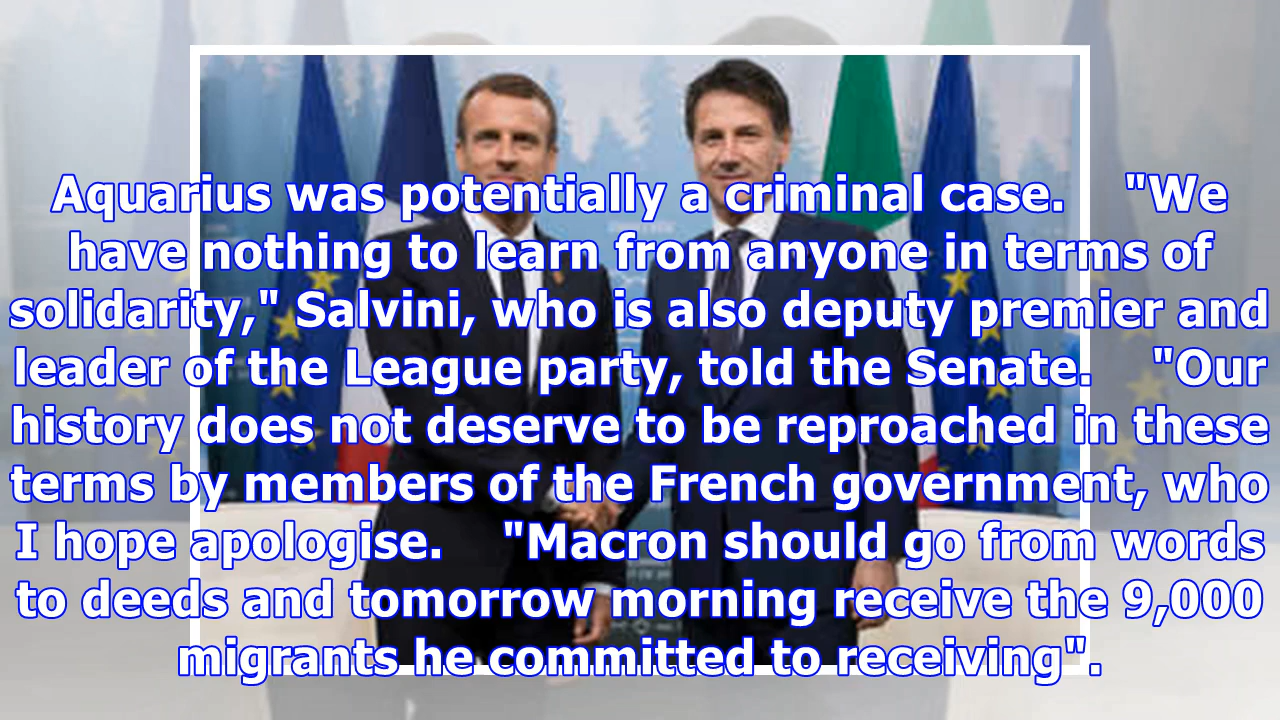 Aquarius was potentially a criminal case. "We
have nothing to learn from anyone in terms of
solidarity," Salvini, who is also deputy premier and
leader of the League party, told the Senate. "Our
history does not deserve to be reproached in these
terms by members of the French government, who
I hope apologise. "Macron should go from words
to deeds and tomorrow morning receive the 9,000
migrants he committed to receiving".